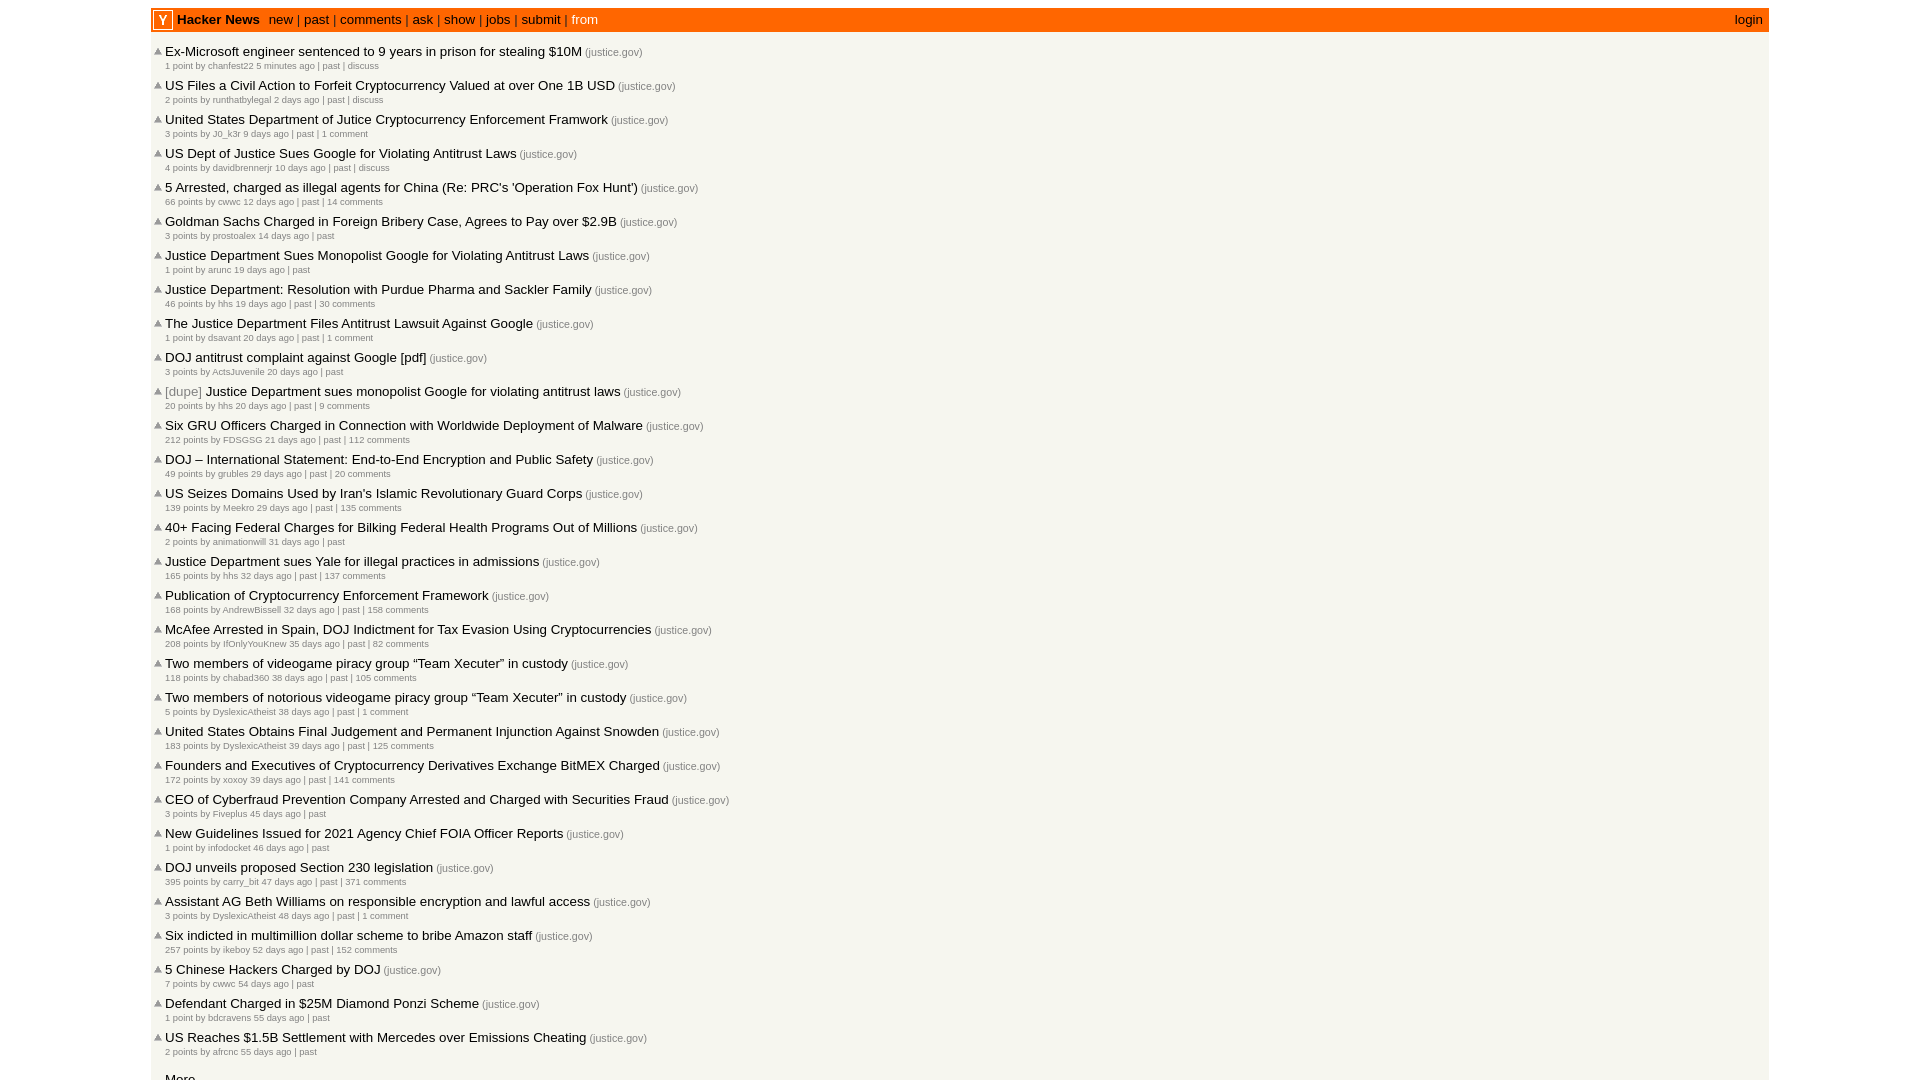 Y Hacker News new | past | comments | ask | show | jobs | submit | from login
Ex-Microsoft engineer sentenced to 9 years in prison for stealing $10M (justice.gov)
1 point by chanfest22 5 minutes ago | past | discuss
US Files a Civil Action to Forfeit Cryptocurrency Valued at over One 1B USD (justice.gov)
2 points by runthatbylegal 2 days ago | past | discuss
United States Department of Jutice Cryptocurrency Enforcement Framwork (justice.gov)
3 points by J0_k3r 9 days ago | past | 1 comment
US Dept of Justice Sues Google for Violating Antitrust Laws (justice.gov)
4 points by davidbrennerjr 10 days ago | past | discuss
5 Arrested, charged as illegal agents for China (Re: PRC's 'Operation Fox Hunt') (justice.gov)
66 points by cwwc 12 days ago | past | 14 comments
Goldman Sachs Charged in Foreign Bribery Case, Agrees to Pay over $2.9B (justice.gov)
3 points by prostoalex 14 days ago | past
Justice Department Sues Monopolist Google for Violating Antitrust Laws (justice.gov)
1 point by arunc 19 days ago | past
Justice Department: Resolution with Purdue Pharma and Sackler Family (justice.gov)
46 points by hhs 19 days ago | past | 30 comments
The Justice Department Files Antitrust Lawsuit Against Google (justice.gov)
1 point by dsavant 20 days ago | past | 1 comment
DOJ antitrust complaint against Google [pdf] (justice.gov)
3 points by ActsJuvenile 20 days ago | past
[dupe] Justice Department sues monopolist Google for violating antitrust laws (justice.gov)
20 points by hhs 20 days ago | past | 9 comments
Six GRU Officers Charged in Connection with Worldwide Deployment of Malware (justice.gov)
212 points by FDSGSG 21 days ago | past | 112 comments
DOJ – International Statement: End-to-End Encryption and Public Safety (justice.gov)
49 points by grubles 29 days ago | past | 20 comments
US Seizes Domains Used by Iran's Islamic Revolutionary Guard Corps (justice.gov)
139 points by Meekro 29 days ago | past | 135 comments
40+ Facing Federal Charges for Bilking Federal Health Programs Out of Millions (justice.gov)
2 points by animationwill 31 days ago | past
Justice Department sues Yale for illegal practices in admissions (justice.gov)
165 points by hhs 32 days ago | past | 137 comments
Publication of Cryptocurrency Enforcement Framework (justice.gov)
168 points by AndrewBissell 32 days ago | past | 158 comments
McAfee Arrested in Spain, DOJ Indictment for Tax Evasion Using Cryptocurrencies (justice.gov)
208 points by IfOnlyYouKnew 35 days ago | past | 82 comments
Two members of videogame piracy group “Team Xecuter” in custody (justice.gov)
118 points by chabad360 38 days ago | past | 105 comments
Two members of notorious videogame piracy group “Team Xecuter” in custody (justice.gov)
5 points by DyslexicAtheist 38 days ago | past | 1 comment
United States Obtains Final Judgement and Permanent Injunction Against Snowden (justice.gov)
183 points by DyslexicAtheist 39 days ago | past | 125 comments
Founders and Executives of Cryptocurrency Derivatives Exchange BitMEX Charged (justice.gov)
172 points by xoxoy 39 days ago | past | 141 comments
CEO of Cyberfraud Prevention Company Arrested and Charged with Securities Fraud (justice.gov)
3 points by Fiveplus 45 days ago | past
New Guidelines Issued for 2021 Agency Chief FOIA Officer Reports (justice.gov)
1 point by infodocket 46 days ago | past
DOJ unveils proposed Section 230 legislation (justice.gov)
395 points by carry_bit 47 days ago | past | 371 comments
Assistant AG Beth Williams on responsible encryption and lawful access (justice.gov)
3 points by DyslexicAtheist 48 days ago | past | 1 comment
Six indicted in multimillion dollar scheme to bribe Amazon staff (justice.gov)
257 points by ikeboy 52 days ago | past | 152 comments
5 Chinese Hackers Charged by DOJ (justice.gov)
7 points by cwwc 54 days ago | past
Defendant Charged in $25M Diamond Ponzi Scheme (justice.gov)
1 point by bdcravens 55 days ago | past
US Reaches $1.5B Settlement with Mercedes over Emissions Cheating (justice.gov)
2 points by afrcnc 55 days ago | past
More